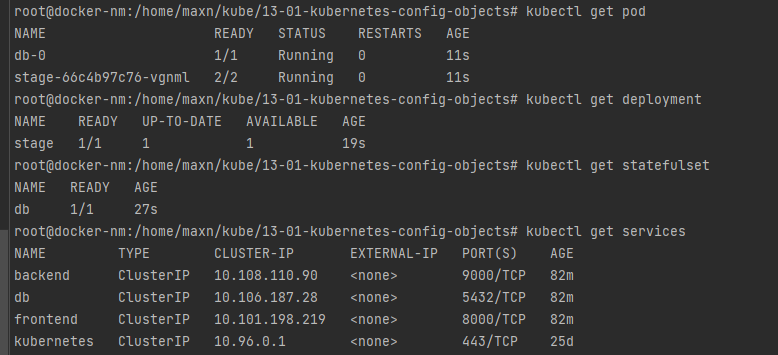 root@docker-nm:/home/maxn/kube/13-01-kubernetes-config-objects# kubectl get pod
NAME                     READY   STATUS    RESTARTS   AGE
db-0                     1/1     Running   0          11s
stage-66c4b97c76-vgnml   2/2     Running   0          11s
root@docker-nm:/home/maxn/kube/13-01-kubernetes-config-objects# kubectl get deployment
NAME    READY   UP-TO-DATE   AVAILABLE   AGE
stage   1/1     1            1           19s
root@docker-nm:/home/maxn/kube/13-01-kubernetes-config-objects# kubectl get statefulset
NAME   READY   AGE
db     1/1     27s
root@docker-nm:/home/maxn/kube/13-01-kubernetes-config-objects# kubectl get services
NAME         TYPE        CLUSTER-IP       EXTERNAL-IP   PORT(S)    AGE
backend      ClusterIP   10.108.110.90    <none>        9000/TCP   82m
db           ClusterIP   10.106.187.28    <none>        5432/TCP   82m
frontend     ClusterIP   10.101.198.219   <none>        8000/TCP   82m
kubernetes   ClusterIP   10.96.0.1        <none>        443/TCP    25d